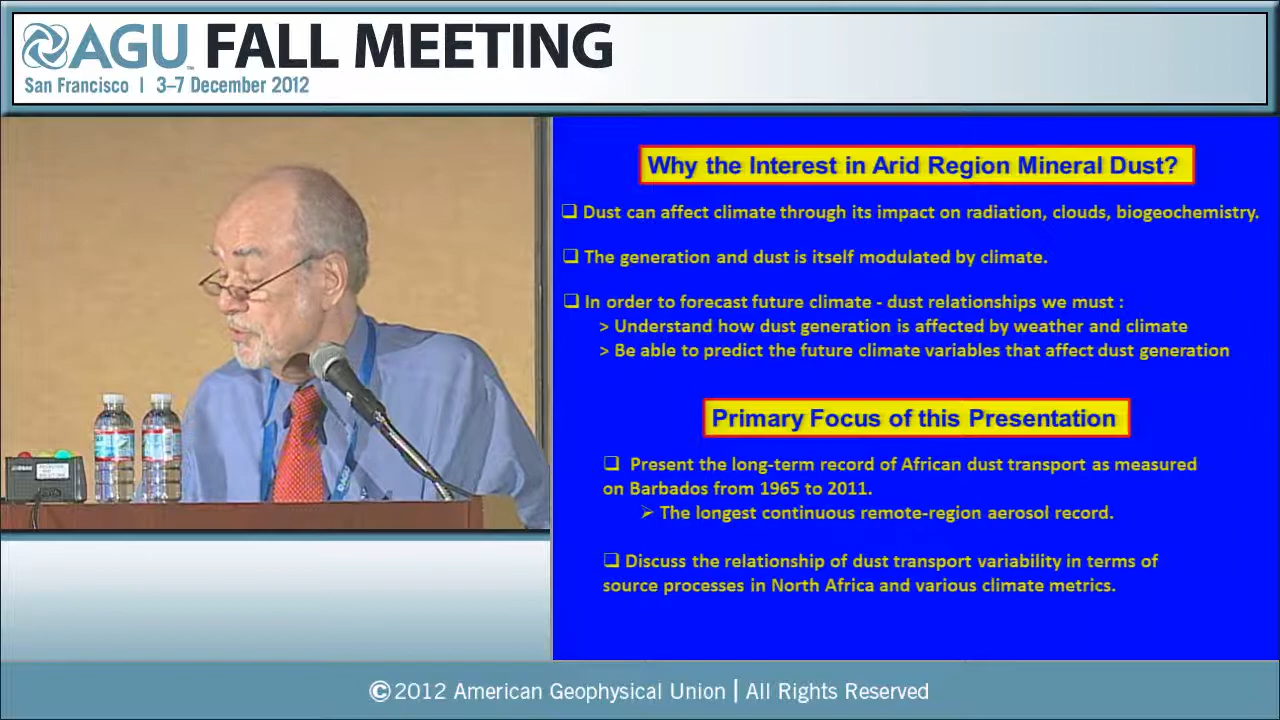 AGU FALL MEETING
San Francisco | 3–7 December 2012
Why the Interest in Arid Region Mineral Dust?
❑ Dust can affect climate through its impact on radiation, clouds, biogeochemistry.
❑ The generation and dust is itself modulated by climate.
❑ In order to forecast future climate - dust relationships we must :
> Understand how dust generation is affected by weather and climate
> Be able to predict the future climate variables that affect dust generation
Primary Focus of this Presentation
❑ Present the long-term record of African dust transport as measured
on Barbados from 1965 to 2011.
➢ The longest continuous remote-region aerosol record.
❑ Discuss the relationship of dust transport variability in terms of
source processes in North Africa and various climate metrics.
©2012 American Geophysical Union | All Rights Reserved